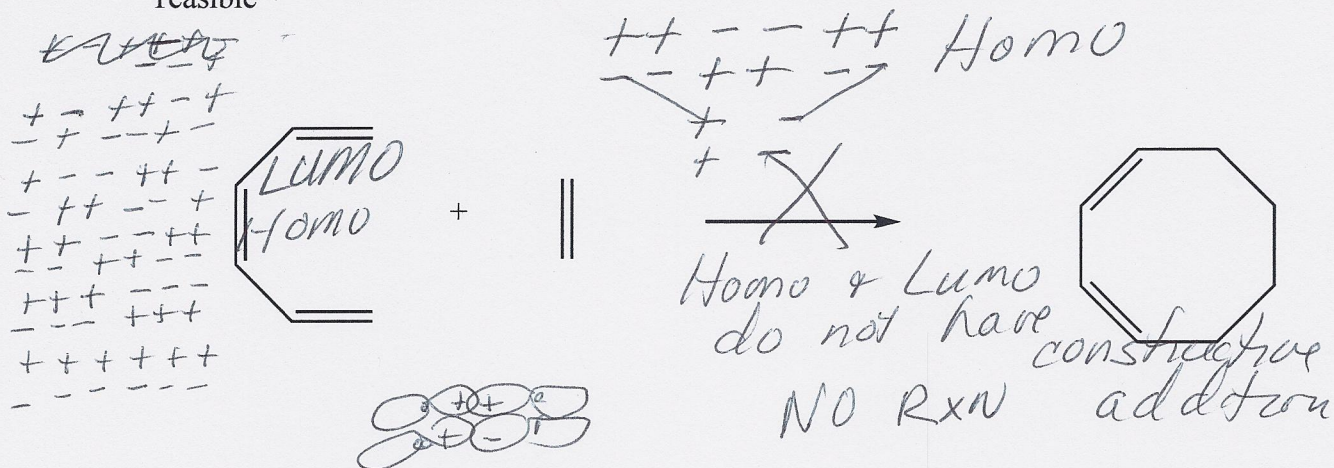 feasible
++ -- ++ Homo
-- ++ --
+ -
+ -
+ - ++ - +
- + -- + -
+ -- ++ -
- ++ -- +
++ -- ++
-- ++ --
+++ ---
--- +++
++++++
- - - - - -
LUMO
Homo
+
Homo & Lumo
do not have
constructive
addition
NO RXN
+ +
+ -